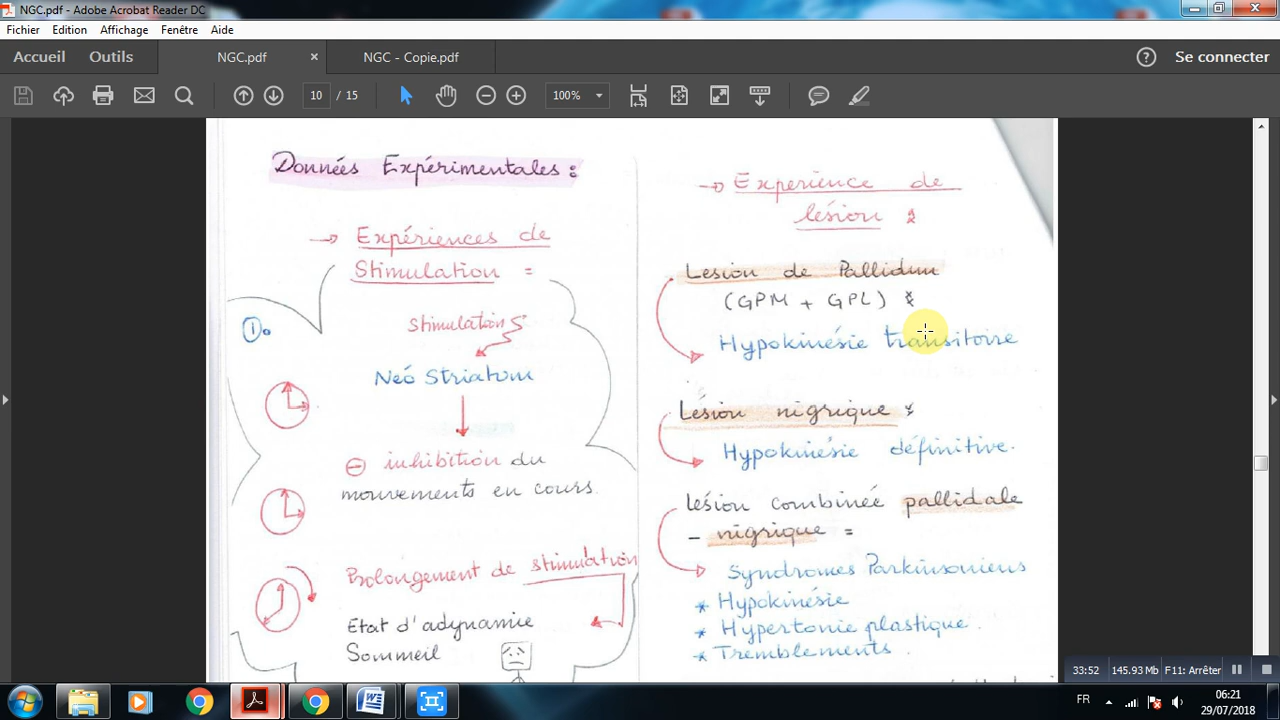 NGC.pdf - Adobe Acrobat Reader DC
Fichier Edition Affichage Fenêtre Aide
Accueil Outils NGC.pdf × NGC - Copie.pdf ? Se connecter
10 / 15 100%
Données Expérimentales :
→ Expériences de
Stimulation =
①.
Stimulation
Neó Striatum
⊖ inhibition du
mouvements en cours.
Prolongement de stimulation
Etat d'adynamie
Sommeil
→ Experience de
lésion :
Lesion de Pallidum
(GPM + GPL) :
Hypokinésie transitoire
Lésion nigrique :
Hypokinésie définitive.
Lésion combinée pallidale
- nigrique =
Syndromes Parkinsoniens
* Hypokinésie
* Hypertonie plastique.
* Tremblements.
33:52 145.93 Mb F11: Arrêter
FR 06:21
29/07/2018